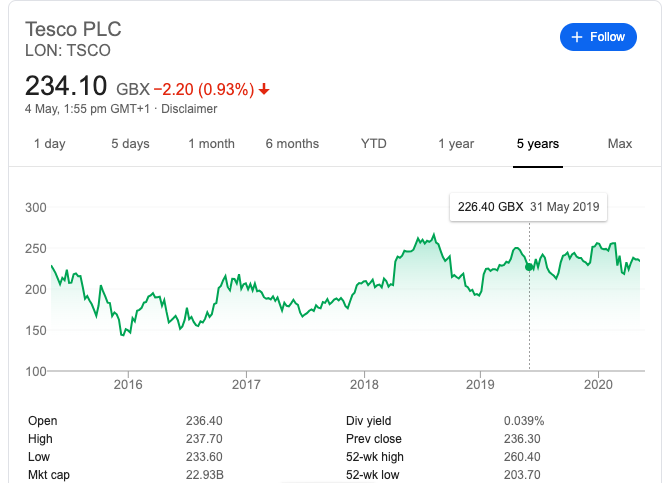 Tesco PLC
LON: TSCO
+ Follow
234.10 GBX −2.20 (0.93%)
4 May, 1:55 pm GMT+1 · Disclaimer
1 day 5 days 1 month 6 months YTD 1 year 5 years Max
226.40 GBX 31 May 2019
300
250
200
150
100
2016 2017 2018 2019 2020
Open 236.40 Div yield 0.039%
High 237.70 Prev close 236.30
Low 233.60 52-wk high 260.40
Mkt cap 22.93B 52-wk low 203.70